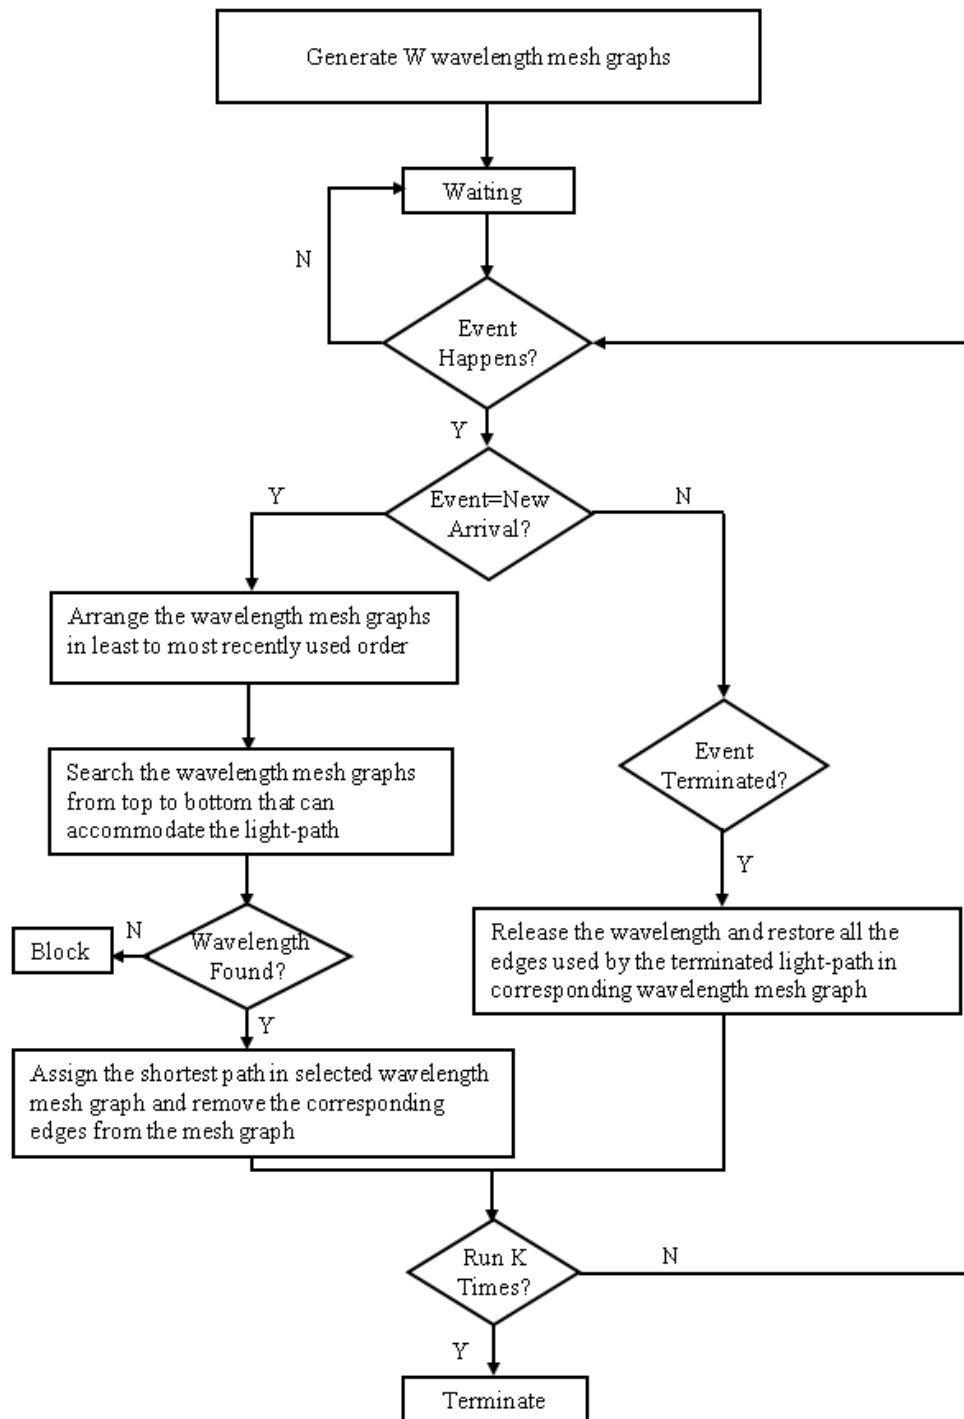 Generate W wavelength mesh graphs
Waiting
N
Event
Happens?
Y
Event=New
Arrival?
Y
N
Arrange the wavelength mesh graphs
in least to most recently used order
Event
Terminated?
Search the wavelength mesh graphs
from top to bottom that can
accommodate the light-path
Y
N
Block
Wavelength
Found?
Release the wavelength and restore all the
edges used by the terminated light-path in
corresponding wavelength mesh graph
Y
Assign the shortest path in selected wavelength
mesh graph and remove the corresponding
edges from the mesh graph
Run K
Times?
N
Y
Terminate